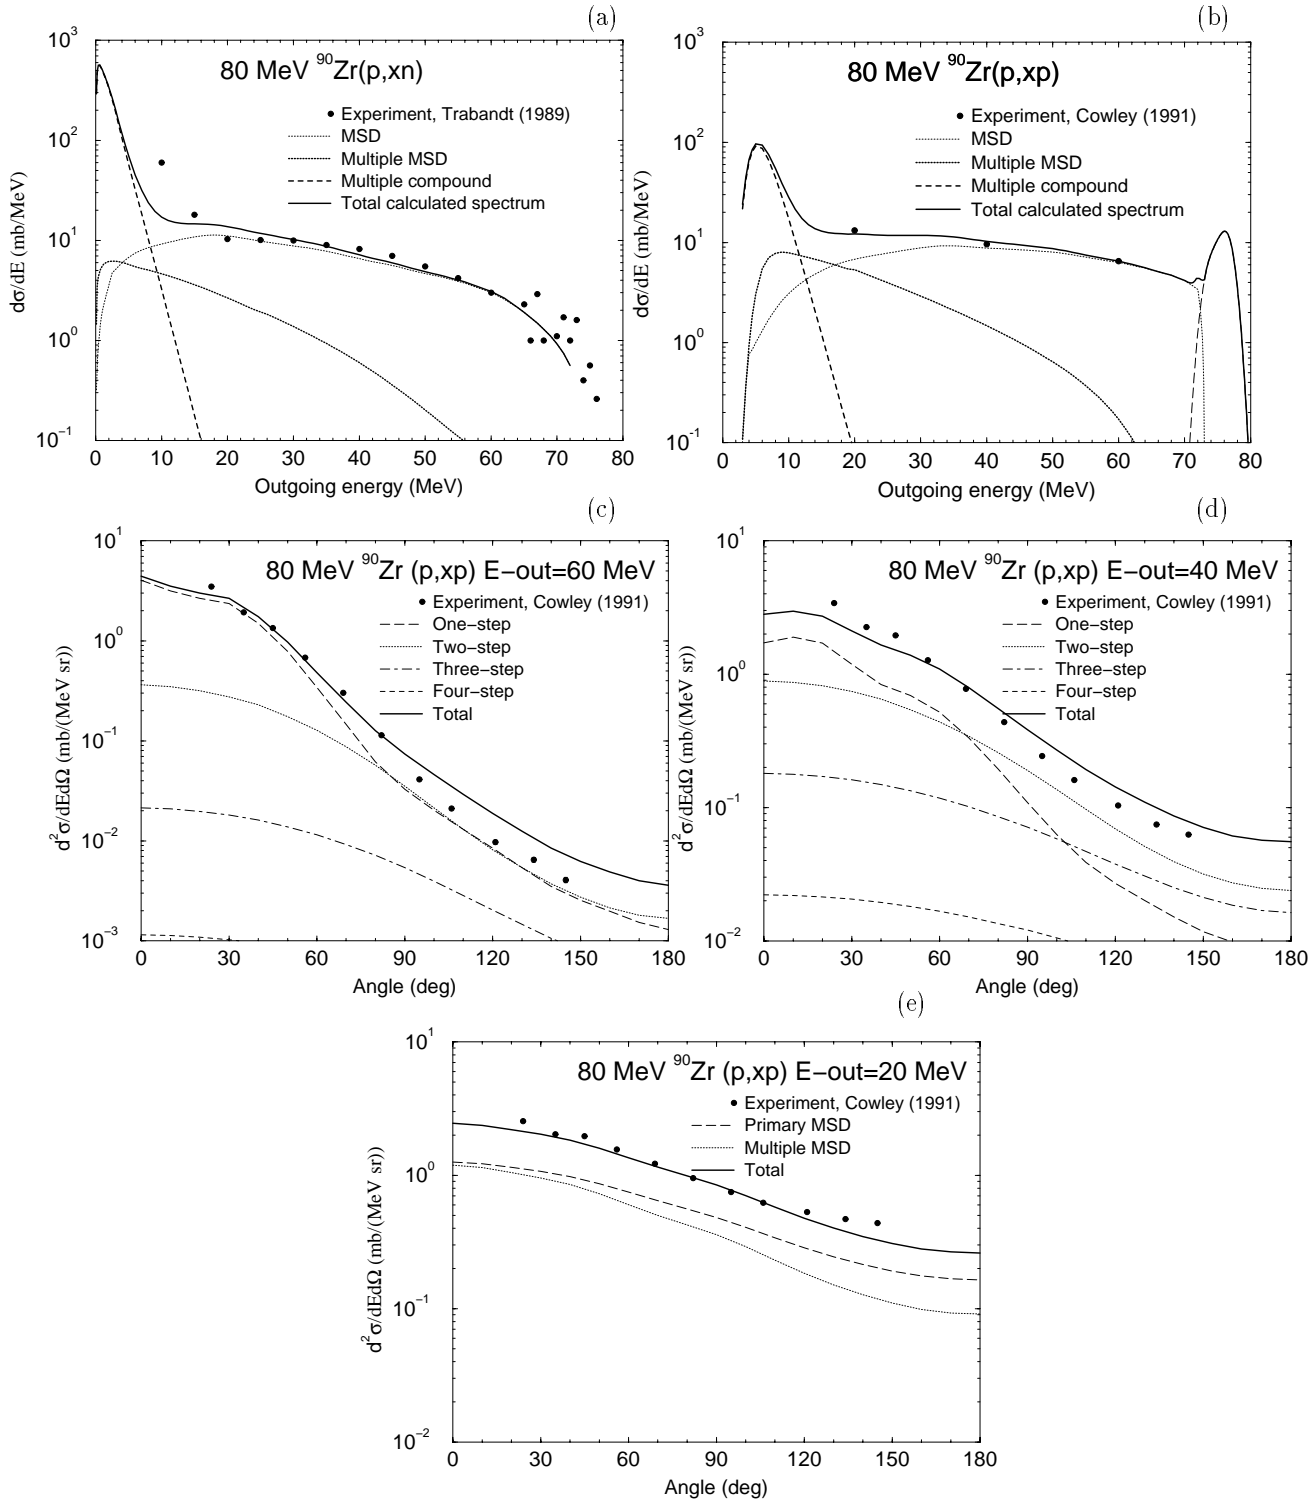 (a)
80 MeV ⁹⁰Zr(p,xn)
Experiment, Trabandt (1989)
MSD
Multiple MSD
Multiple compound
Total calculated spectrum
dσ/dE (mb/MeV)
10³
10²
10¹
10⁰
10⁻¹
0 10 20 30 40 50 60 70 80
Outgoing energy (MeV)
(b)
80 MeV ⁹⁰Zr(p,xp)
Experiment, Cowley (1991)
MSD
Multiple MSD
Multiple compound
Total calculated spectrum
dσ/dE (mb/MeV)
10³
10²
10¹
10⁰
10⁻¹
0 10 20 30 40 50 60 70 80
Outgoing energy (MeV)
(c)
80 MeV ⁹⁰Zr (p,xp) E−out=60 MeV
Experiment, Cowley (1991)
One−step
Two−step
Three−step
Four−step
Total
d²σ/dEdΩ (mb/(MeV sr))
10¹
10⁰
10⁻¹
10⁻²
10⁻³
0 30 60 90 120 150 180
Angle (deg)
(d)
80 MeV ⁹⁰Zr (p,xp) E−out=40 MeV
Experiment, Cowley (1991)
One−step
Two−step
Three−step
Four−step
Total
d²σ/dEdΩ (mb/(MeV sr))
10¹
10⁰
10⁻¹
10⁻²
0 30 60 90 120 150 180
Angle (deg)
(e)
80 MeV ⁹⁰Zr (p,xp) E−out=20 MeV
Experiment, Cowley (1991)
Primary MSD
Multiple MSD
Total
d²σ/dEdΩ (mb/(MeV sr))
10¹
10⁰
10⁻¹
10⁻²
0 30 60 90 120 150 180
Angle (deg)